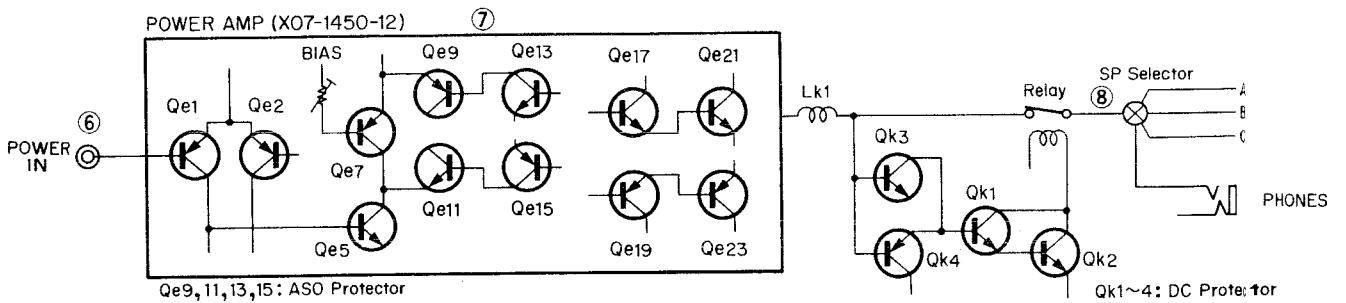 POWER AMP (X07-1450-12) ⑦
BIAS Qe9 Qe13 Qe17 Qe21
Qe1 Qe2
⑥
POWER IN
Qe7
Qe5
Qe11 Qe15
Qe19 Qe23
Lk1
Relay ⑧ SP Selector
A
B
C
Qk3
Qk1
Qk4
Qk2
PHONES
Qe9, 11, 13, 15: ASO Protector
Qk1~4: DC Protector